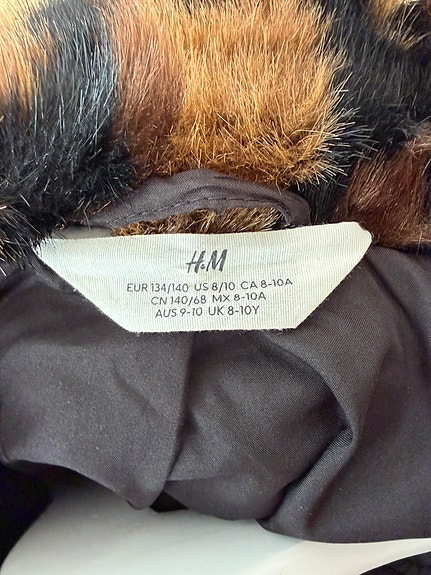 H&M
EUR 134/140 US 8/10 CA 8-10A
CN 140/68 MX 8-10A
AUS 9-10 UK 8-10Y